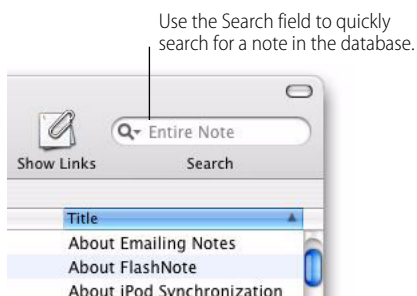 Use the Search field to quickly
search for a note in the database.
Entire Note
Show Links
Search
Title
About Emailing Notes
About FlashNote
About iPod Synchronization